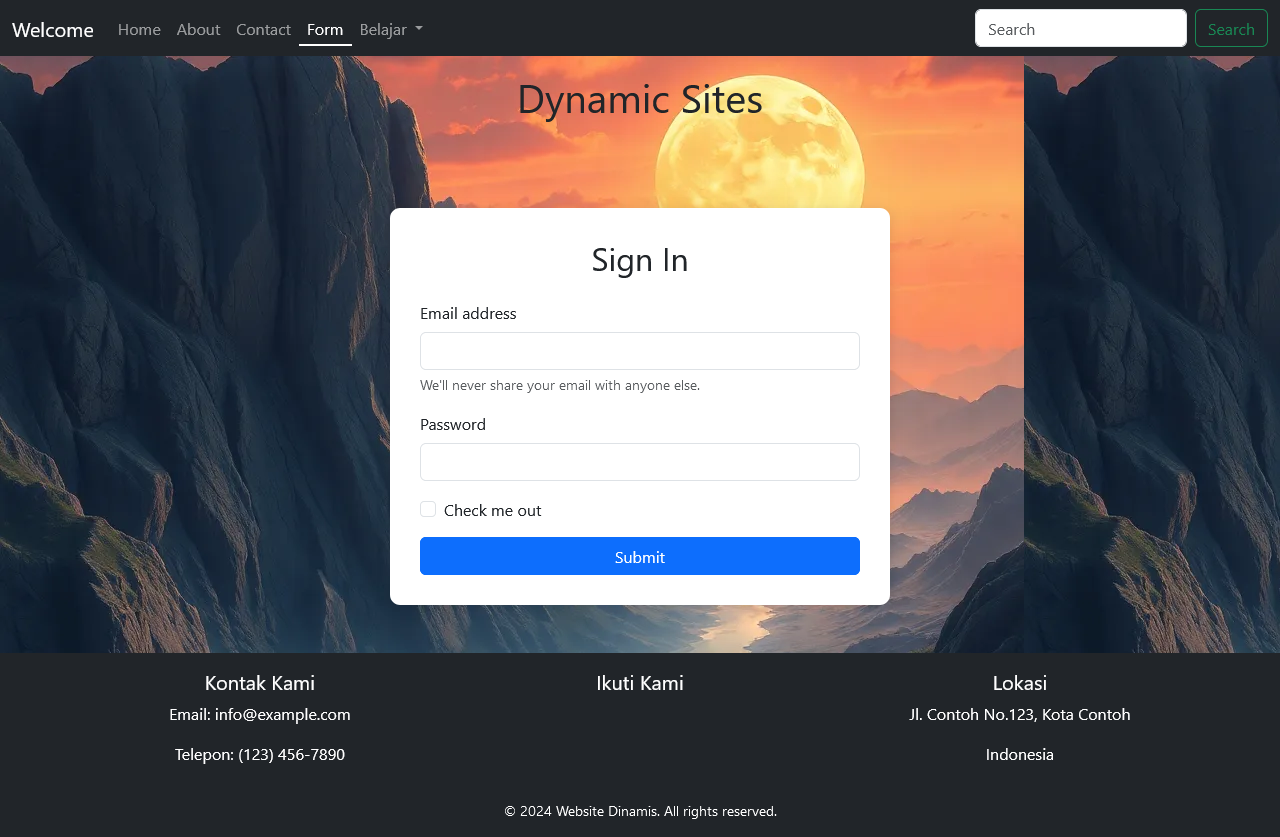 Welcome Home About Contact Form Belajar Search Search
Dynamic Sites
Sign In
Email address
We'll never share your email with anyone else.
Password
Check me out
Submit
Kontak Kami
Email: info@example.com
Telepon: (123) 456-7890
Ikuti Kami
Lokasi
Jl. Contoh No.123, Kota Contoh
Indonesia
© 2024 Website Dinamis. All rights reserved.